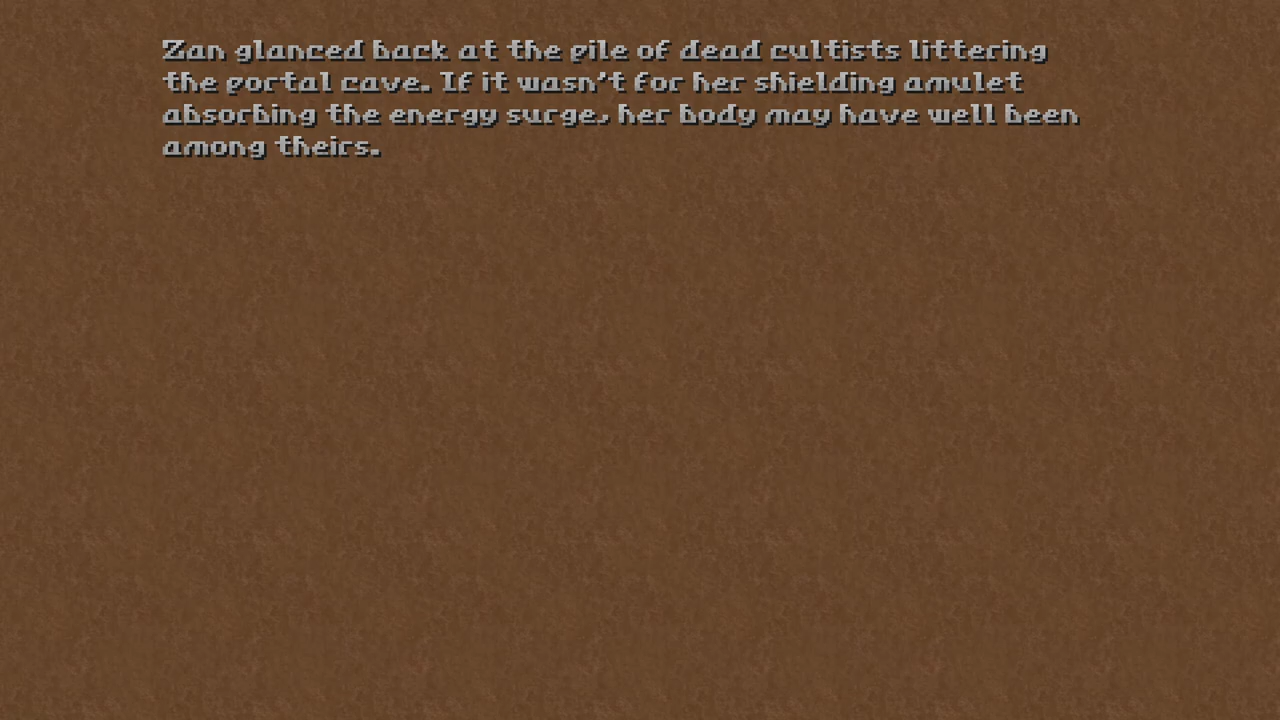 Zan glanced back at the pile of dead cultists littering
the portal cave. If it wasn't for her shielding amulet
absorbing the energy surge, her body may have well been
among theirs.